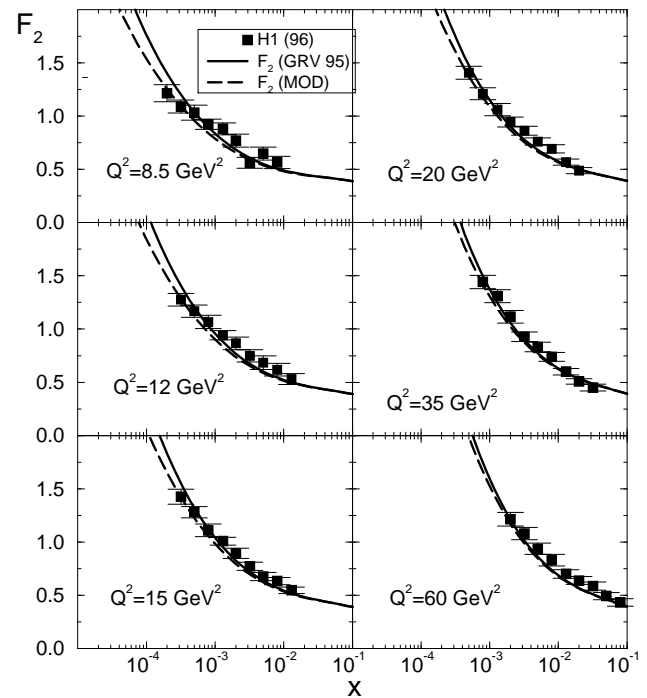 F₂
2.0
1.5
1.0
0.5
0.0
H1 (96)
F₂ (GRV 95)
F₂ (MOD)
Q²=8.5 GeV²
Q²=20 GeV²
1.5
1.0
0.5
0.0
Q²=12 GeV²
Q²=35 GeV²
1.5
1.0
0.5
0.0
Q²=15 GeV²
Q²=60 GeV²
10⁻⁴ 10⁻³ 10⁻² 10⁻¹ 10⁻⁴ 10⁻³ 10⁻² 10⁻¹
x x